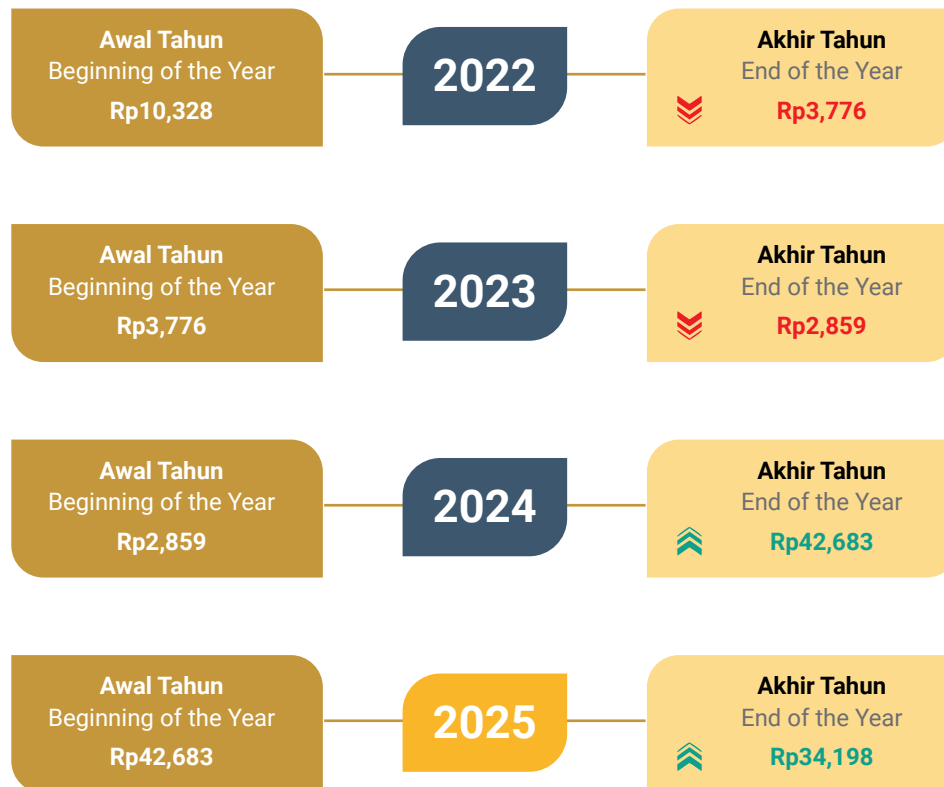 Awal Tahun
Beginning of the Year
Rp10,328
2022
Akhir Tahun
End of the Year
Rp3,776
Awal Tahun
Beginning of the Year
Rp3,776
2023
Akhir Tahun
End of the Year
Rp2,859
Awal Tahun
Beginning of the Year
Rp2,859
2024
Akhir Tahun
End of the Year
Rp42,683
Awal Tahun
Beginning of the Year
Rp42,683
2025
Akhir Tahun
End of the Year
Rp34,198